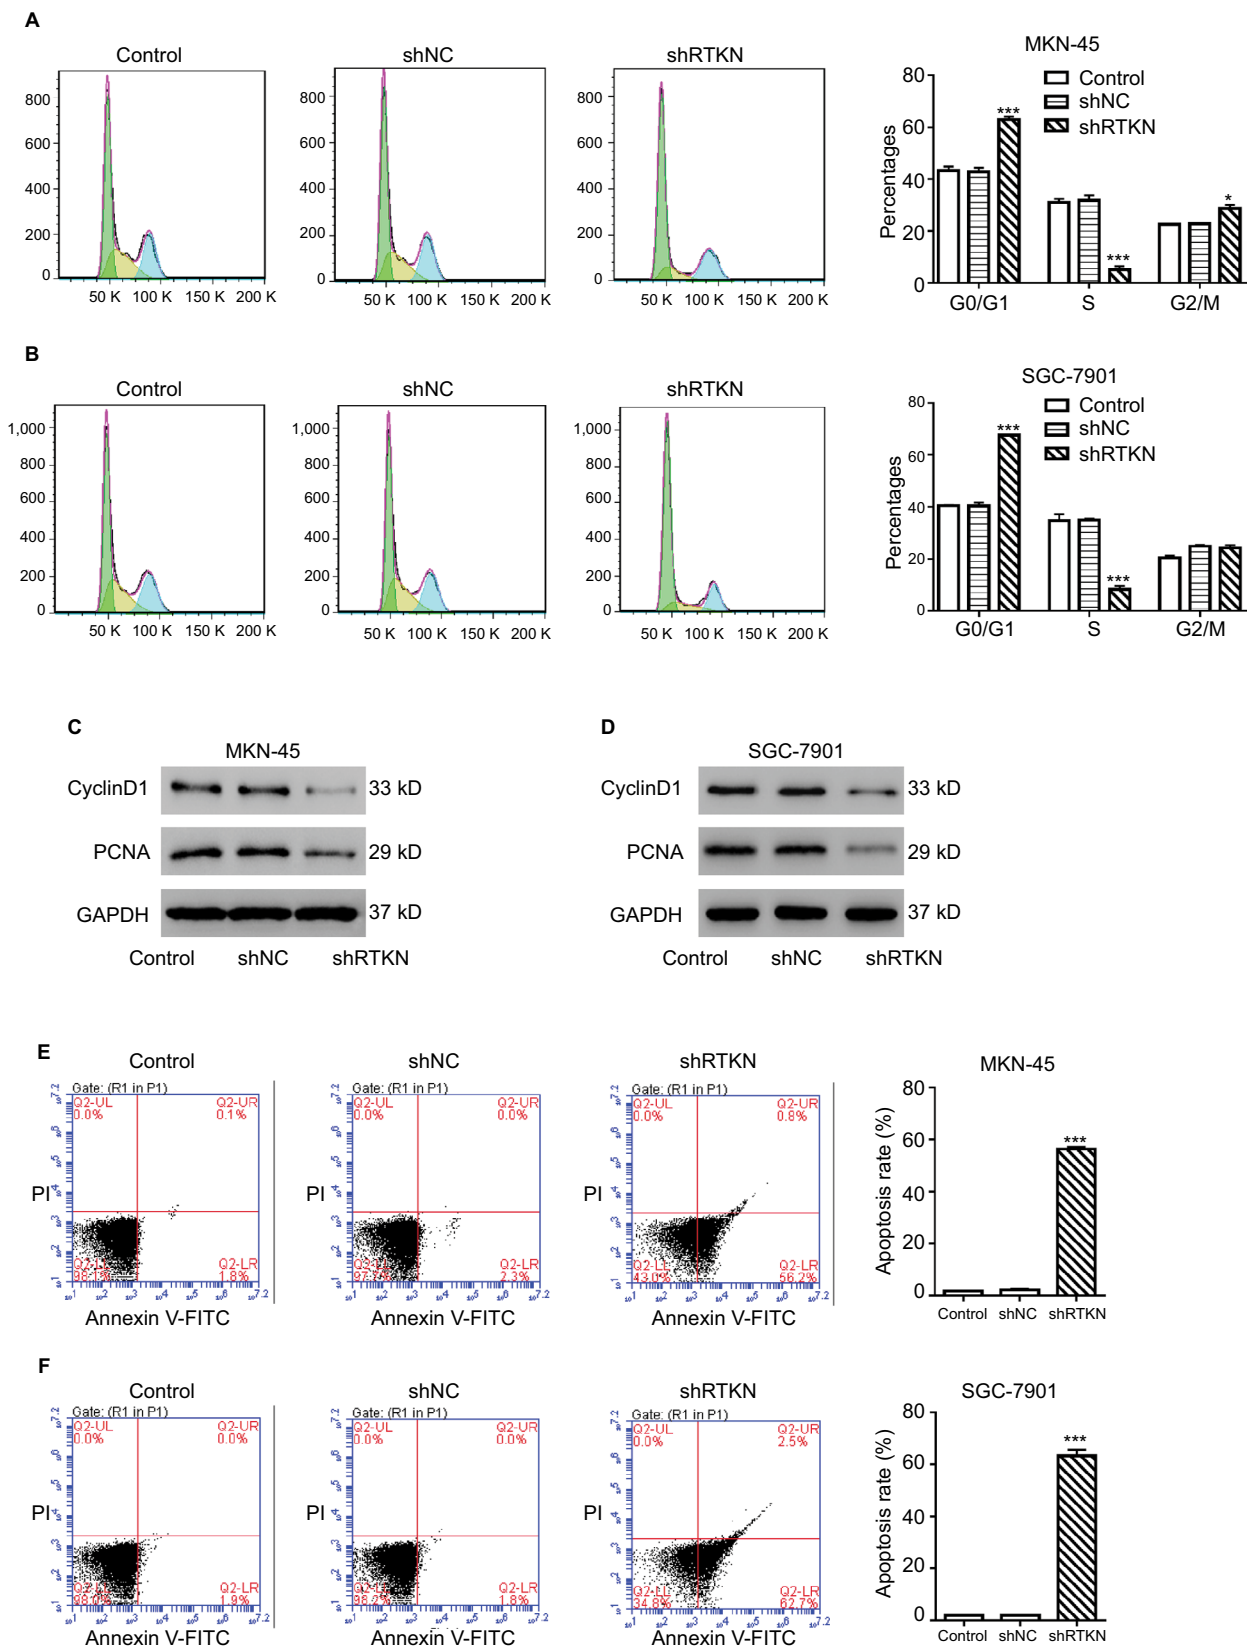 A
Control
shNC
shRTKN
MKN-45
800
600
400
200
0
50 K 100 K 150 K 200 K
800
600
400
200
0
50 K 100 K 150 K 200 K
800
600
400
200
0
50 K 100 K 150 K 200 K
Percentages
80
60
40
20
0
Control
shNC
shRTKN
***
***
*
G0/G1 S G2/M
B
Control
shNC
shRTKN
SGC-7901
1,000
800
600
400
200
0
50 K 100 K 150 K 200 K
1,000
800
600
400
200
0
50 K 100 K 150 K 200 K
1,000
800
600
400
200
0
50 K 100 K 150 K 200 K
Percentages
80
60
40
20
0
Control
shNC
shRTKN
***
***
G0/G1 S G2/M
C
MKN-45
CyclinD1 33 kD
PCNA 29 kD
GAPDH 37 kD
Control shNC shRTKN
D
SGC-7901
CyclinD1 33 kD
PCNA 29 kD
GAPDH 37 kD
Control shNC shRTKN
E
Control
Gate: (R1 in P1)
Q2-UL Q2-UR
0.0% 0.1%
PI
Q2-LL Q2-LR
98.1% 1.8%
Annexin V-FITC
shNC
Gate: (R1 in P1)
Q2-UL Q2-UR
0.0% 0.0%
Q2-LR
2.3%
Annexin V-FITC
shRTKN
Gate: (R1 in P1)
Q2-UL Q2-UR
0.0% 0.8%
PI
Q2-LL Q2-LR
43.0% 56.2%
Annexin V-FITC
MKN-45
Apoptosis rate (%)
80
60
40
20
0
***
Control shNC shRTKN
F
Control
Gate: (R1 in P1)
Q2-UL Q2-UR
0.0% 0.0%
PI
Q2-LL Q2-LR
98.0% 1.9%
Annexin V-FITC
shNC
Gate: (R1 in P1)
Q2-UL Q2-UR
0.0% 0.0%
PI
Q2-LL Q2-LR
98.2% 1.8%
Annexin V-FITC
shRTKN
Gate: (R1 in P1)
Q2-UL Q2-UR
0.0% 2.5%
PI
Q2-LL Q2-LR
34.8% 62.7%
Annexin V-FITC
SGC-7901
Apoptosis rate (%)
80
60
40
20
0
***
Control shNC shRTKN